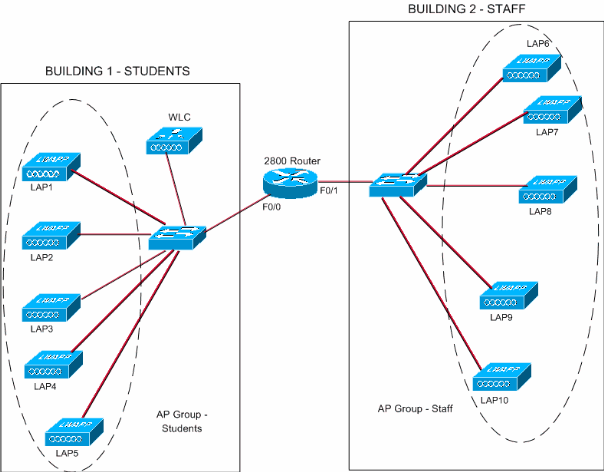 BUILDING 2 - STAFF
BUILDING 1 - STUDENTS
WLC
2800 Router
F0/0
F0/1
LAP1
LAP2
LAP3
LAP4
LAP5
AP Group -
Students
LAP6
LAP7
LAP8
LAP9
LAP10
AP Group - Staff